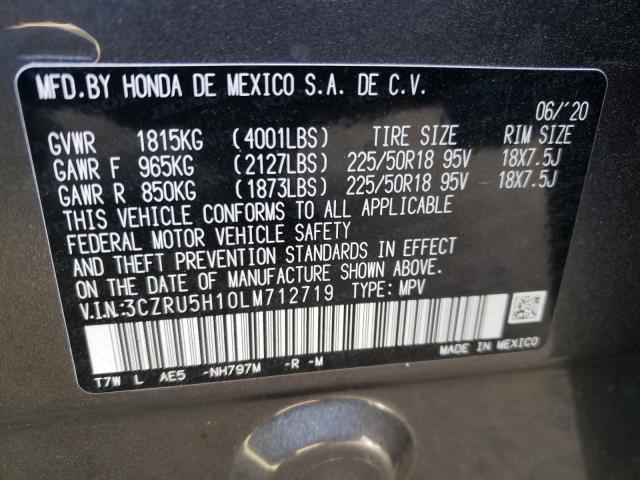 MFD.BY HONDA DE MEXICO S.A. DE C.V.
06/'20
GVWR 1815KG (4001LBS) TIRE SIZE RIM SIZE
GAWR F 965KG (2127LBS) 225/50R18 95V 18X7.5J
GAWR R 850KG (1873LBS) 225/50R18 95V 18X7.5J
THIS VEHICLE CONFORMS TO ALL APPLICABLE
FEDERAL MOTOR VEHICLE SAFETY
AND THEFT PREVENTION STANDARDS IN EFFECT
ON THE DATE OF MANUFACTURE SHOWN ABOVE.
V.I.N.:3CZRU5H10LM712719 TYPE: MPV
MADE IN MEXICO
T7W L AE5 -NH797M -R -M